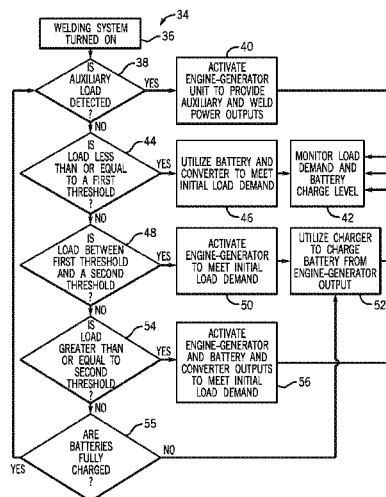 34
WELDING SYSTEM
TURNED ON
36
38
IS
AUXILIARY
LOAD
DETECTED
?
YES
NO
40
ACTIVATE
ENGINE-GENERATOR
UNIT TO PROVIDE
AUXILIARY AND WELD
POWER OUTPUTS
44
IS
LOAD LESS
THAN OR EQUAL
TO A FIRST
THRESHOLD
?
YES
NO
UTILIZE BATTERY AND
CONVERTER TO MEET
INITIAL LOAD DEMAND
46
MONITOR LOAD
DEMAND AND
BATTERY
CHARGE LEVEL
42
48
IS
LOAD BETWEEN
FIRST THRESHOLD
AND A SECOND
THRESHOLD
?
YES
NO
ACTIVATE
ENGINE-GENERATOR
TO MEET INITIAL
LOAD DEMAND
50
UTILIZE CHARGER TO
CHARGE
BATTERY FROM
ENGINE-GENERATOR
OUTPUT
52
54
IS
LOAD
GREATER THAN
OR EQUAL TO
SECOND
THRESHOLD
?
YES
NO
ACTIVATE
ENGINE-GENERATOR
AND BATTERY AND
CONVERTER OUTPUTS
TO MEET INITIAL
LOAD DEMAND
56
55
ARE
BATTERIES
FULLY
CHARGED
?
YES
NO